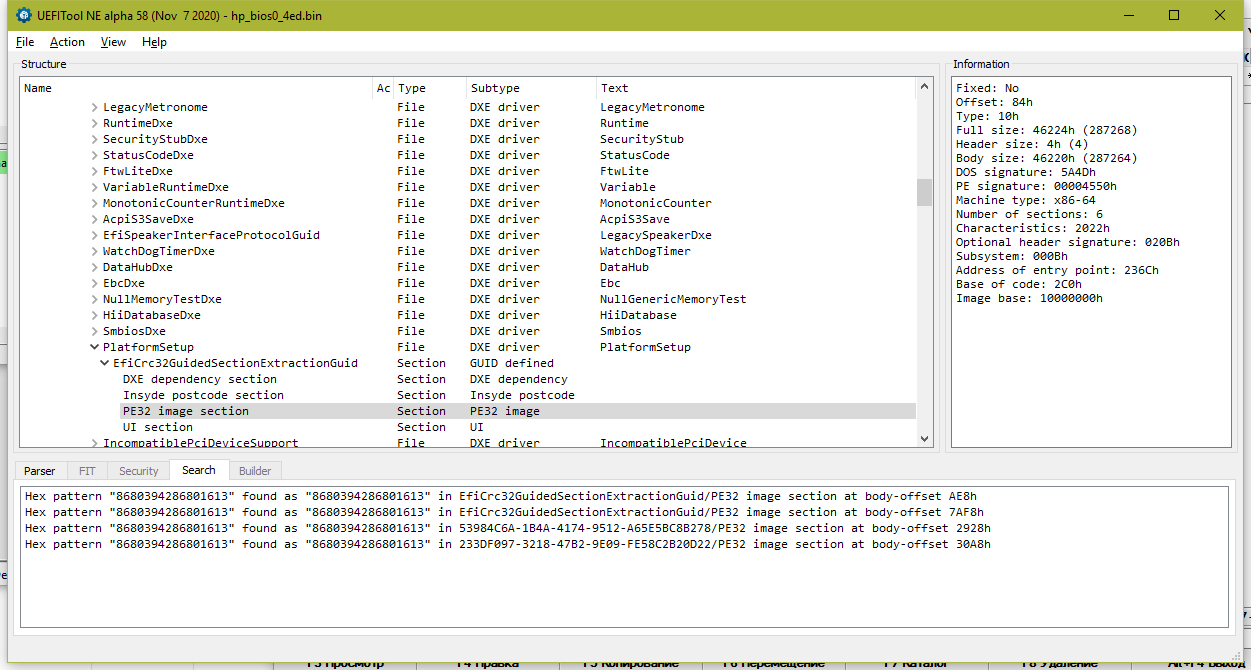 UEFITool NE alpha 58 (Nov 7 2020) - hp_bios0_4ed.bin
File Action View Help
Structure
Name Ac Type Subtype Text
LegacyMetronome File DXE driver LegacyMetronome
RuntimeDxe File DXE driver Runtime
SecurityStubDxe File DXE driver SecurityStub
StatusCodeDxe File DXE driver StatusCode
FtwLiteDxe File DXE driver FtwLite
VariableRuntimeDxe File DXE driver Variable
MonotonicCounterRuntimeDxe File DXE driver MonotonicCounter
AcpiS3SaveDxe File DXE driver AcpiS3Save
EfiSpeakerInterfaceProtocolGuid File DXE driver LegacySpeakerDxe
WatchDogTimerDxe File DXE driver WatchDogTimer
DataHubDxe File DXE driver DataHub
EbcDxe File DXE driver Ebc
NullMemoryTestDxe File DXE driver NullGenericMemoryTest
HiiDatabaseDxe File DXE driver HiiDatabase
SmbiosDxe File DXE driver Smbios
PlatformSetup File DXE driver PlatformSetup
EfiCrc32GuidedSectionExtractionGuid Section GUID defined
DXE dependency section Section DXE dependency
Insyde postcode section Section Insyde postcode
PE32 image section Section PE32 image
UI section Section UI
IncompatiblePciDeviceSupport File DXE driver IncompatiblePciDevice
Information
Fixed: No
Offset: 84h
Type: 10h
Full size: 46224h (287268)
Header size: 4h (4)
Body size: 46220h (287264)
DOS signature: 5A4Dh
PE signature: 00004550h
Machine type: x86-64
Number of sections: 6
Characteristics: 2022h
Optional header signature: 020Bh
Subsystem: 000Bh
Address of entry point: 236Ch
Base of code: 2C0h
Image base: 10000000h
Parser FIT Security Search Builder
Hex pattern "8680394286801613" found as "8680394286801613" in EfiCrc32GuidedSectionExtractionGuid/PE32 image section at body-offset AE8h
Hex pattern "8680394286801613" found as "8680394286801613" in EfiCrc32GuidedSectionExtractionGuid/PE32 image section at body-offset 7AF8h
Hex pattern "8680394286801613" found as "8680394286801613" in 53984C6A-1B4A-4174-9512-A65E5BC8B278/PE32 image section at body-offset 2928h
Hex pattern "8680394286801613" found as "8680394286801613" in 233DF097-3218-47B2-9E09-FE58C2B20D22/PE32 image section at body-offset 30A8h
F3 Просмотр F4 Правка F5 Копирование F6 Перемещение F7 Каталог F8 Удаление Alt+F4 Выход